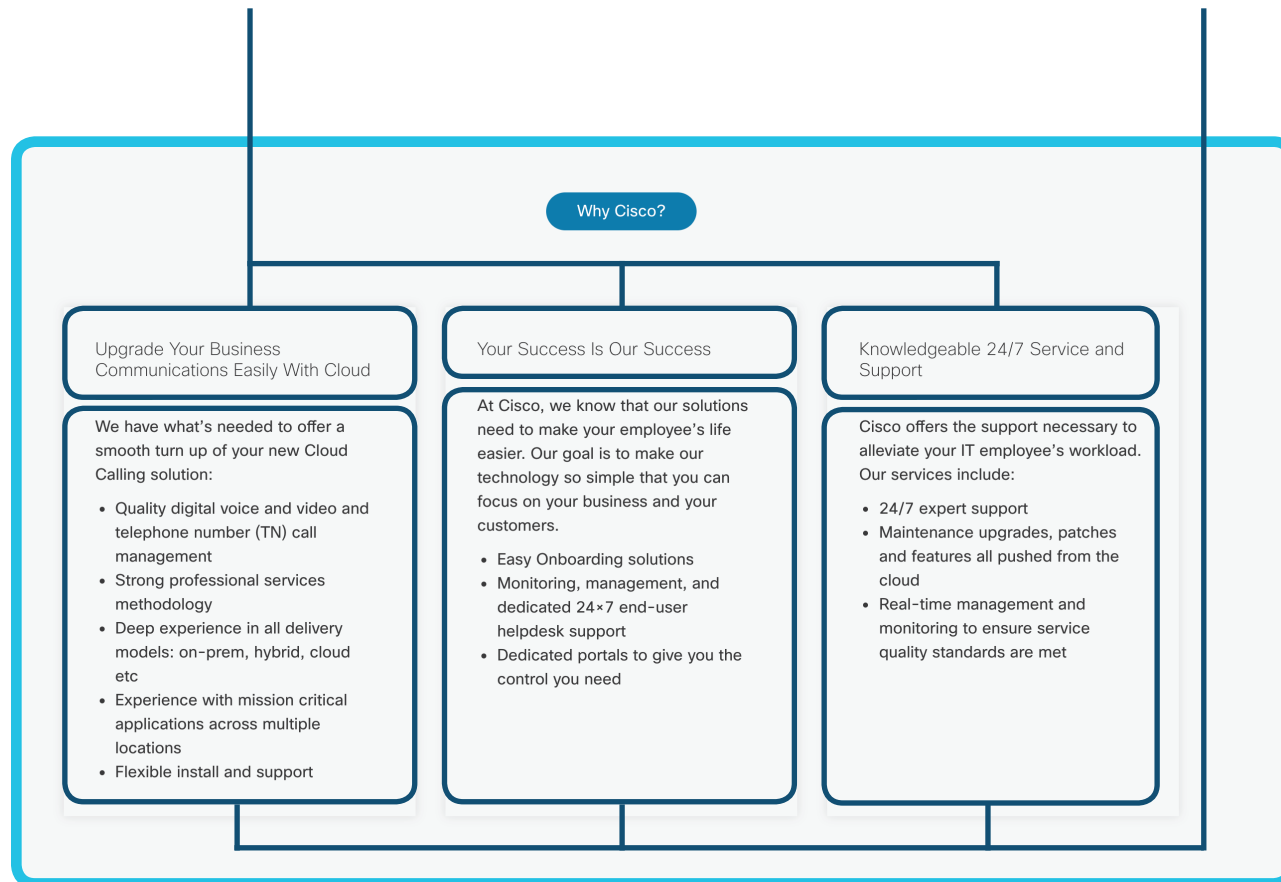 Why Cisco?
Upgrade Your Business
Communications Easily With Cloud
We have what's needed to offer a
smooth turn up of your new Cloud
Calling solution:
• Quality digital voice and video and
telephone number (TN) call
management
• Strong professional services
methodology
• Deep experience in all delivery
models: on-prem, hybrid, cloud
etc
• Experience with mission critical
applications across multiple
locations
• Flexible install and support
Your Success Is Our Success
At Cisco, we know that our solutions
need to make your employee's life
easier. Our goal is to make our
technology so simple that you can
focus on your business and your
customers.
• Easy Onboarding solutions
• Monitoring, management, and
dedicated 24×7 end-user
helpdesk support
• Dedicated portals to give you the
control you need
Knowledgeable 24/7 Service and
Support
Cisco offers the support necessary to
alleviate your IT employee's workload.
Our services include:
• 24/7 expert support
• Maintenance upgrades, patches
and features all pushed from the
cloud
• Real-time management and
monitoring to ensure service
quality standards are met